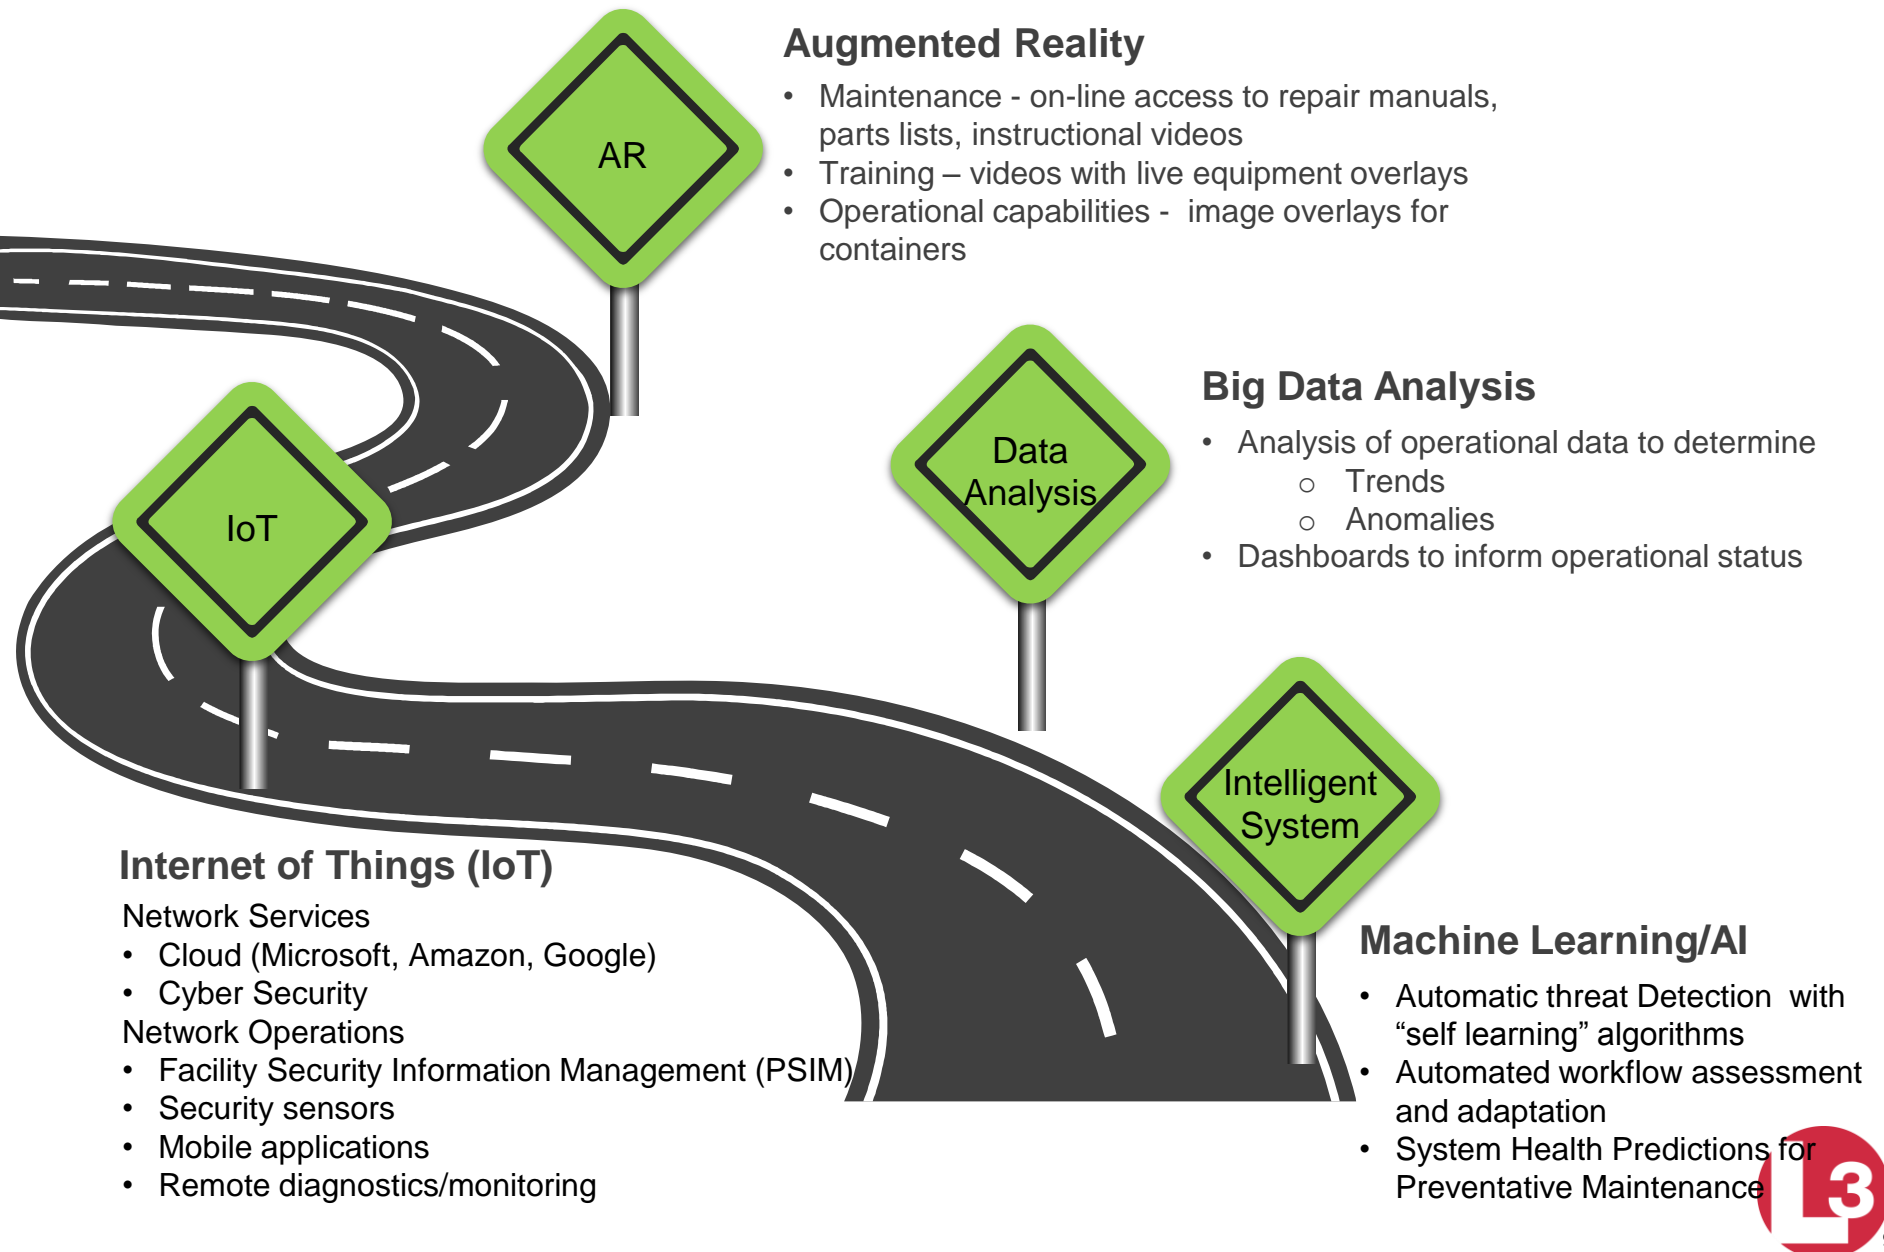 AR
Augmented Reality
• Maintenance - on-line access to repair manuals,
parts lists, instructional videos
• Training – videos with live equipment overlays
• Operational capabilities -  image overlays for
containers
IoT
Data
Analysis
Big Data Analysis
• Analysis of operational data to determine
o Trends
o Anomalies
• Dashboards to inform operational status
Intelligent
System
Internet of Things (IoT)
Network Services
• Cloud (Microsoft, Amazon, Google)
• Cyber Security
Network Operations
• Facility Security Information Management (PSIM)
• Security sensors
• Mobile applications
• Remote diagnostics/monitoring
Machine Learning/AI
• Automatic threat Detection  with
“self learning” algorithms
• Automated workflow assessment
and adaptation
• System Health Predictions for
Preventative Maintenance
L3